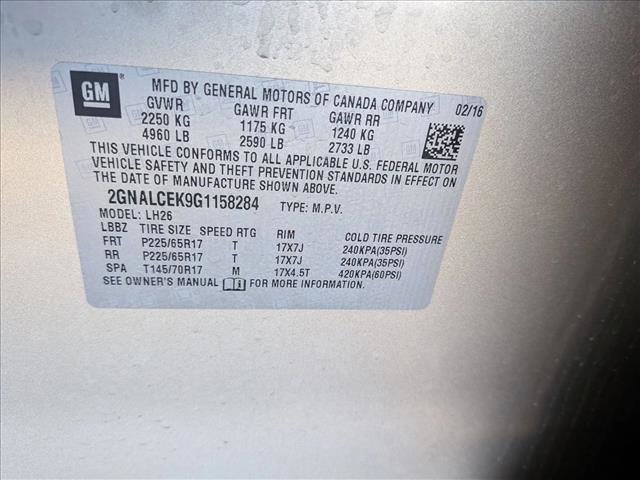 GM
MFD BY GENERAL MOTORS OF CANADA COMPANY 02/16
GVWR GAWR FRT GAWR RR
2250 KG 1175 KG 1240 KG
4960 LB 2590 LB 2733 LB
THIS VEHICLE CONFORMS TO ALL APPLICABLE U.S. FEDERAL MOTOR
VEHICLE SAFETY AND THEFT PREVENTION STANDARDS IN EFFECT ON
THE DATE OF MANUFACTURE SHOWN ABOVE.
2GNALCEK9G1158284 TYPE: M.P.V.
MODEL: LH26
LBBZ TIRE SIZE SPEED RTG RIM COLD TIRE PRESSURE
FRT P225/65R17 T 17X7J 240KPA(35PSI)
RR P225/65R17 T 17X7J 240KPA(35PSI)
SPA T145/70R17 M 17X4.5T 420KPA(60PSI)
SEE OWNER'S MANUAL FOR MORE INFORMATION.